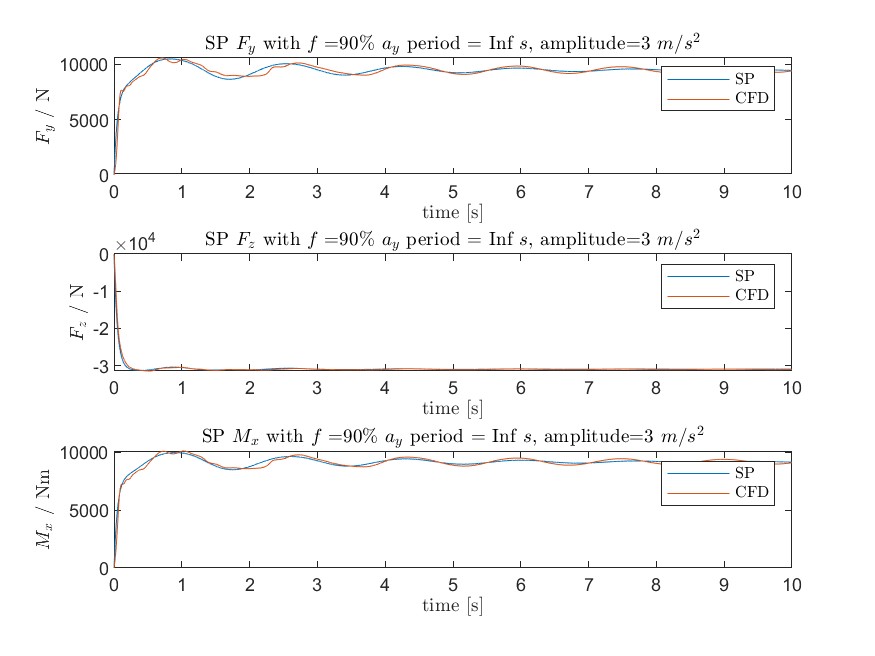 SP $F_y$ with $f$ =90% $a_y$ period = Inf $s$, amplitude=3 $m/s^2$
10000
5000
0
$F_y$ / N
SP
CFD
0 1 2 3 4 5 6 7 8 9 10
time [s]
×10⁴
SP $F_z$ with $f$ =90% $a_y$ period = Inf $s$, amplitude=3 $m/s^2$
0
-1
-2
-3
$F_z$ / N
SP
CFD
0 1 2 3 4 5 6 7 8 9 10
time [s]
SP $M_x$ with $f$ =90% $a_y$ period = Inf $s$, amplitude=3 $m/s^2$
10000
5000
0
$M_x$ / Nm
SP
CFD
0 1 2 3 4 5 6 7 8 9 10
time [s]